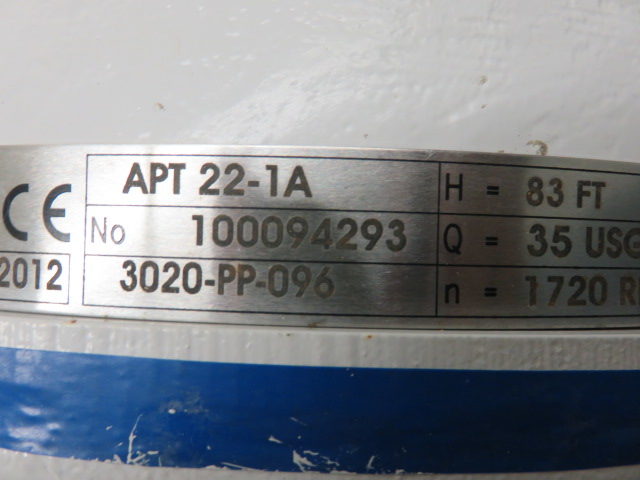 APT 22-1A H = 83 FT
CE No 100094293 Q = 35 USG
2012 3020-PP-096 n = 1720 R